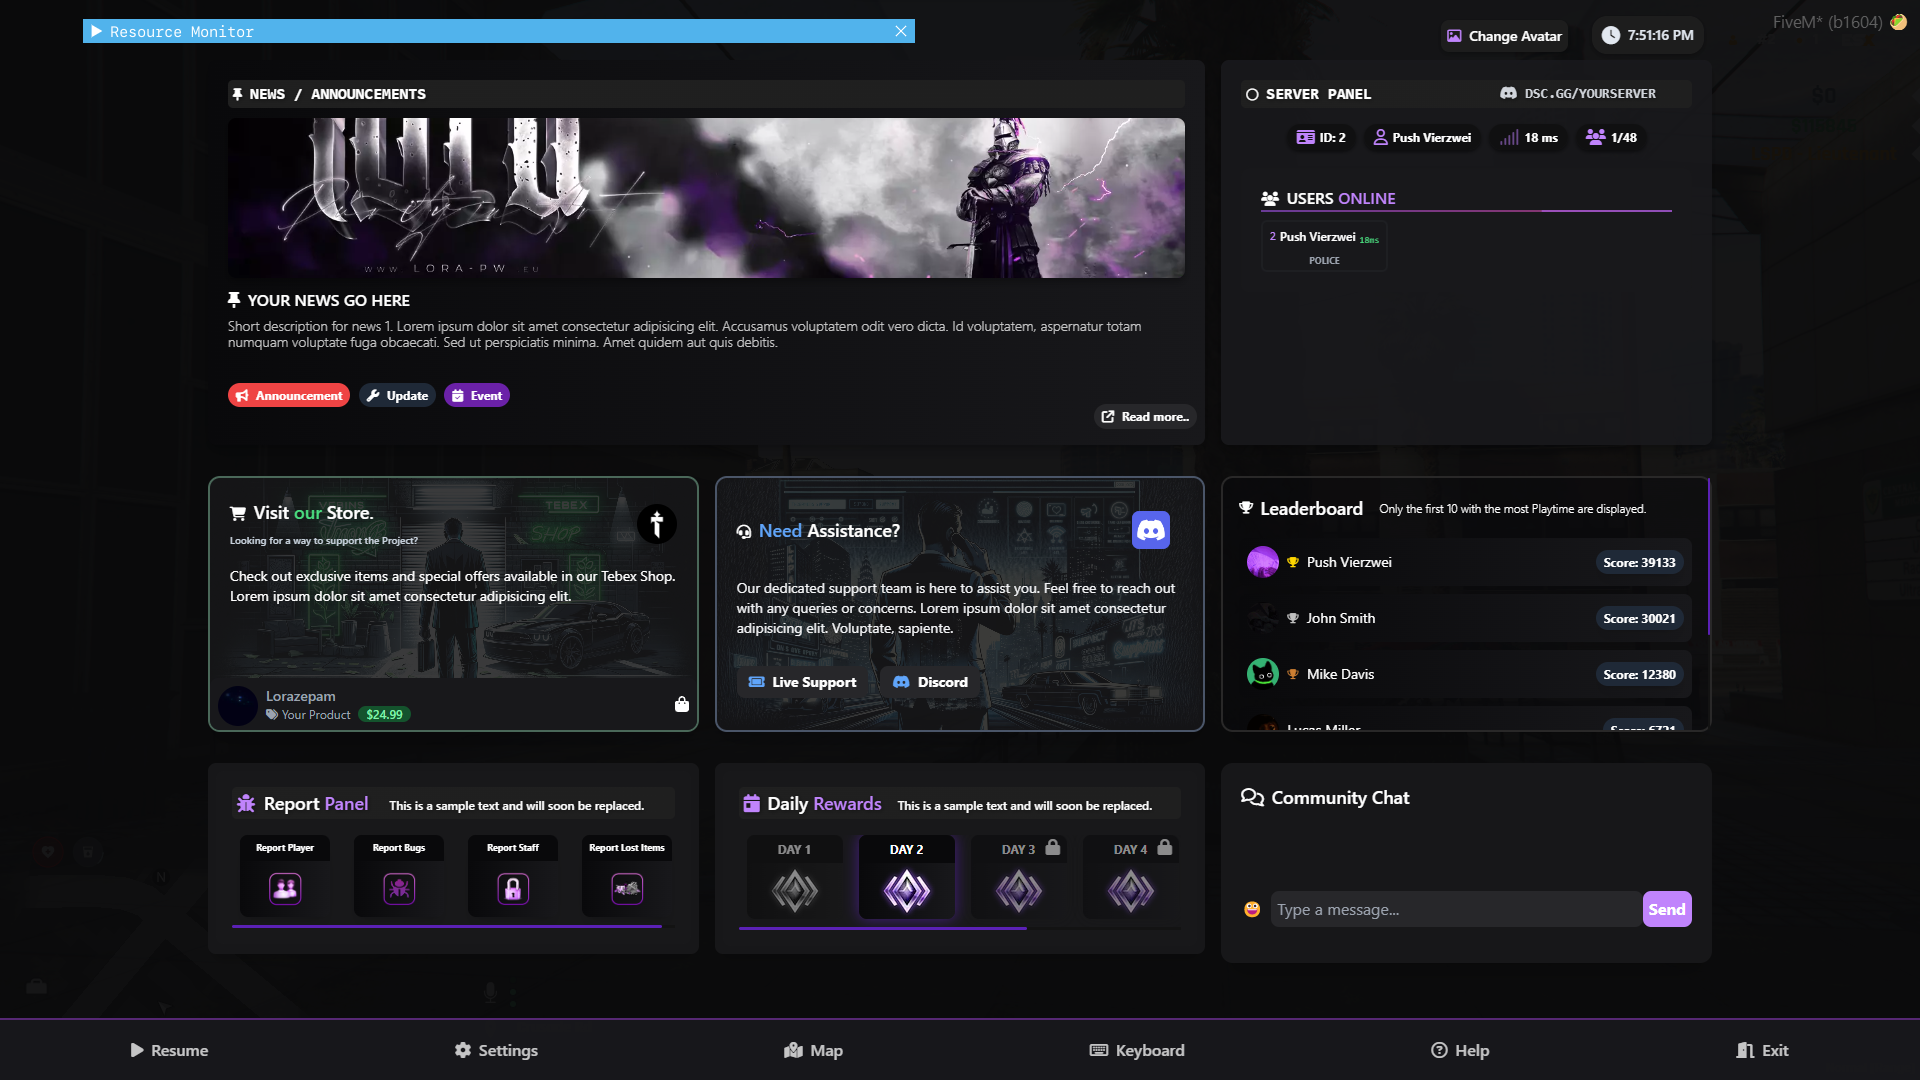 Resource Monitor
Change Avatar
7:51:16 PM
FiveM* (b1604)
NEWS / ANNOUNCEMENTS
WWW LORA-PW EU
YOUR NEWS GO HERE
Short description for news 1. Lorem ipsum dolor sit amet consectetur adipisicing elit. Accusamus voluptatem odit vero dicta. Id voluptatem, aspernatur totam
numquam voluptate fuga obcaecati. Sed ut perspiciatis minima. Amet quidem aut quis debitis.
Announcement
Update
Event
Read more..
SERVER PANEL
DSC.GG/YOURSERVER
ID: 2
Push Vierzwei
18 ms
1/48
USERS ONLINE
2 Push Vierzwei 18ms
POLICE
Visit our Store.
Looking for a way to support the Project?
Check out exclusive items and special offers available in our Tebex Shop.
Lorem ipsum dolor sit amet consectetur adipisicing elit.
TEBEX
SHOP
Lorazepam
Your Product $24.99
Need Assistance?
Our dedicated support team is here to assist you. Feel free to reach out
with any queries or concerns. Lorem ipsum dolor sit amet consectetur
adipisicing elit. Voluptate, sapiente.
Live Support
Discord
Leaderboard
Only the first 10 with the most Playtime are displayed.
Push Vierzwei
Score: 39133
John Smith
Score: 30021
Mike Davis
Score: 12380
Lucas Miller
Score: 6721
Report Panel
This is a sample text and will soon be replaced.
Report Player
Report Bugs
Report Staff
Report Lost Items
Daily Rewards
This is a sample text and will soon be replaced.
DAY 1
DAY 2
DAY 3
DAY 4
Community Chat
Type a message...
Send
Resume
Settings
Map
Keyboard
Help
Exit